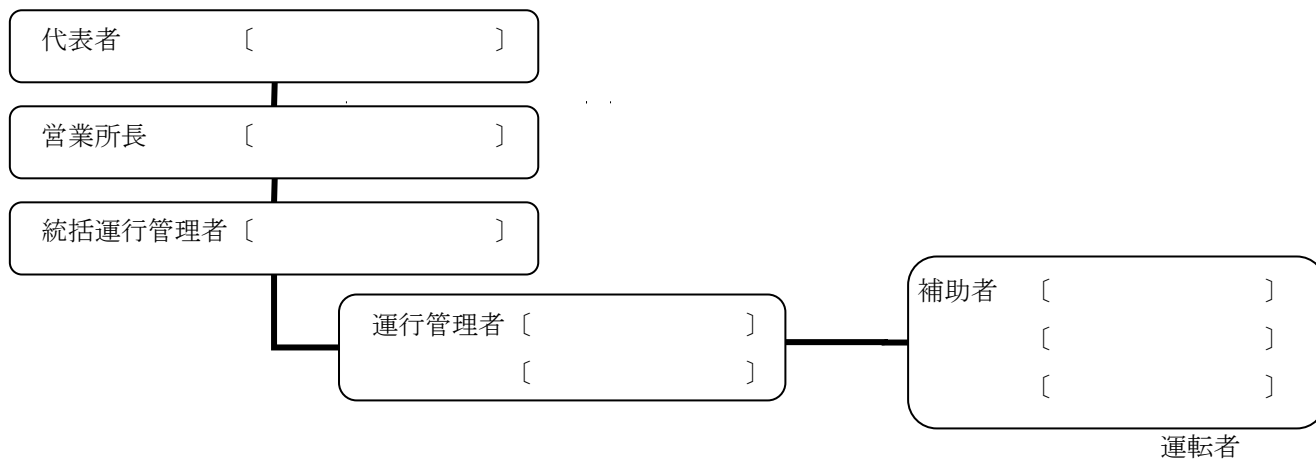 代表者　　　　〔　　　　　　　　　〕
営業所長　　　〔　　　　　　　　　〕
統括運行管理者〔　　　　　　　　　〕
運行管理者〔　　　　　　　　〕
〔　　　　　　　　〕
補助者　〔　　　　　　　　〕
〔　　　　　　　　〕
〔　　　　　　　　〕
運転者